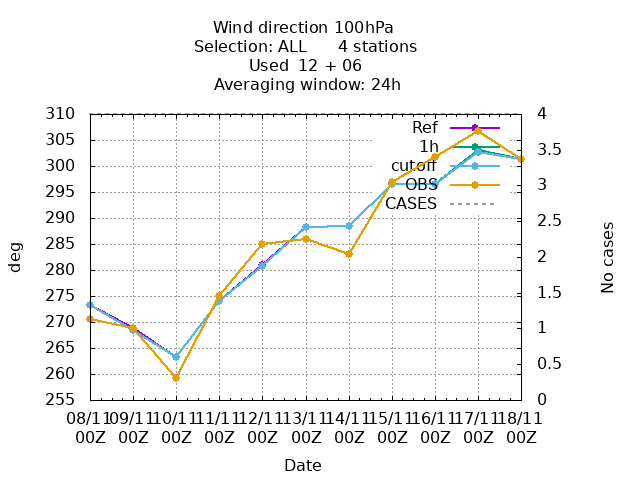 Wind direction 100hPa
Selection: ALL 4 stations
Used 12 + 06
Averaging window: 24h
310
305
300
295
290
285
280
275
270
265
260
255
deg
4
3.5
3
2.5
2
1.5
1
0.5
0
No cases
Ref
1h
cutoff
OBS
CASES
08/11 09/11 10/11 11/11 12/11 13/11 14/11 15/11 16/11 17/11 18/11
00Z 00Z 00Z 00Z 00Z 00Z 00Z 00Z 00Z 00Z 00Z
Date